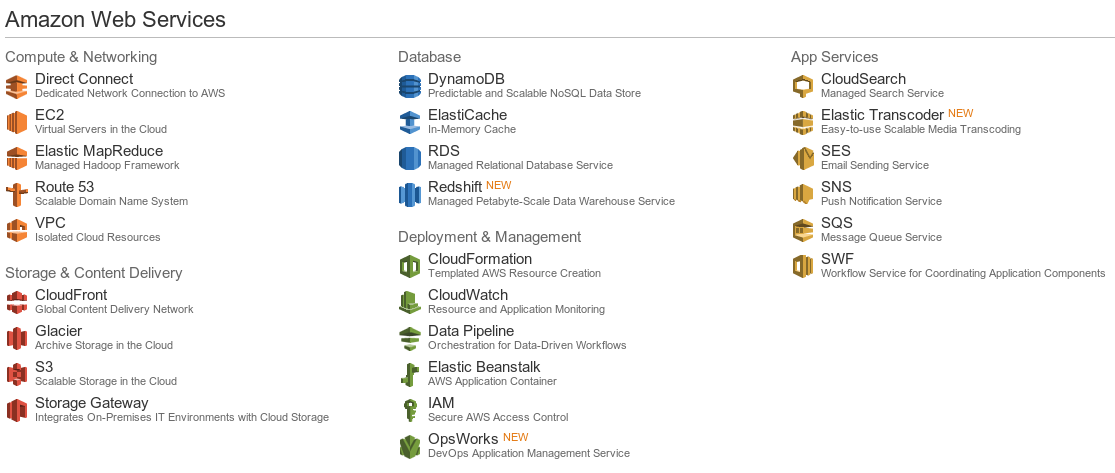 Amazon Web Services
Compute & Networking
Direct Connect
Dedicated Network Connection to AWS
EC2
Virtual Servers in the Cloud
Elastic MapReduce
Managed Hadoop Framework
Route 53
Scalable Domain Name System
VPC
Isolated Cloud Resources
Storage & Content Delivery
CloudFront
Global Content Delivery Network
Glacier
Archive Storage in the Cloud
S3
Scalable Storage in the Cloud
Storage Gateway
Integrates On-Premises IT Environments with Cloud Storage
Database
DynamoDB
Predictable and Scalable NoSQL Data Store
ElastiCache
In-Memory Cache
RDS
Managed Relational Database Service
Redshift NEW
Managed Petabyte-Scale Data Warehouse Service
Deployment & Management
CloudFormation
Templated AWS Resource Creation
CloudWatch
Resource and Application Monitoring
Data Pipeline
Orchestration for Data-Driven Workflows
Elastic Beanstalk
AWS Application Container
IAM
Secure AWS Access Control
OpsWorks NEW
DevOps Application Management Service
App Services
CloudSearch
Managed Search Service
Elastic Transcoder NEW
Easy-to-use Scalable Media Transcoding
SES
Email Sending Service
SNS
Push Notification Service
SQS
Message Queue Service
SWF
Workflow Service for Coordinating Application Components